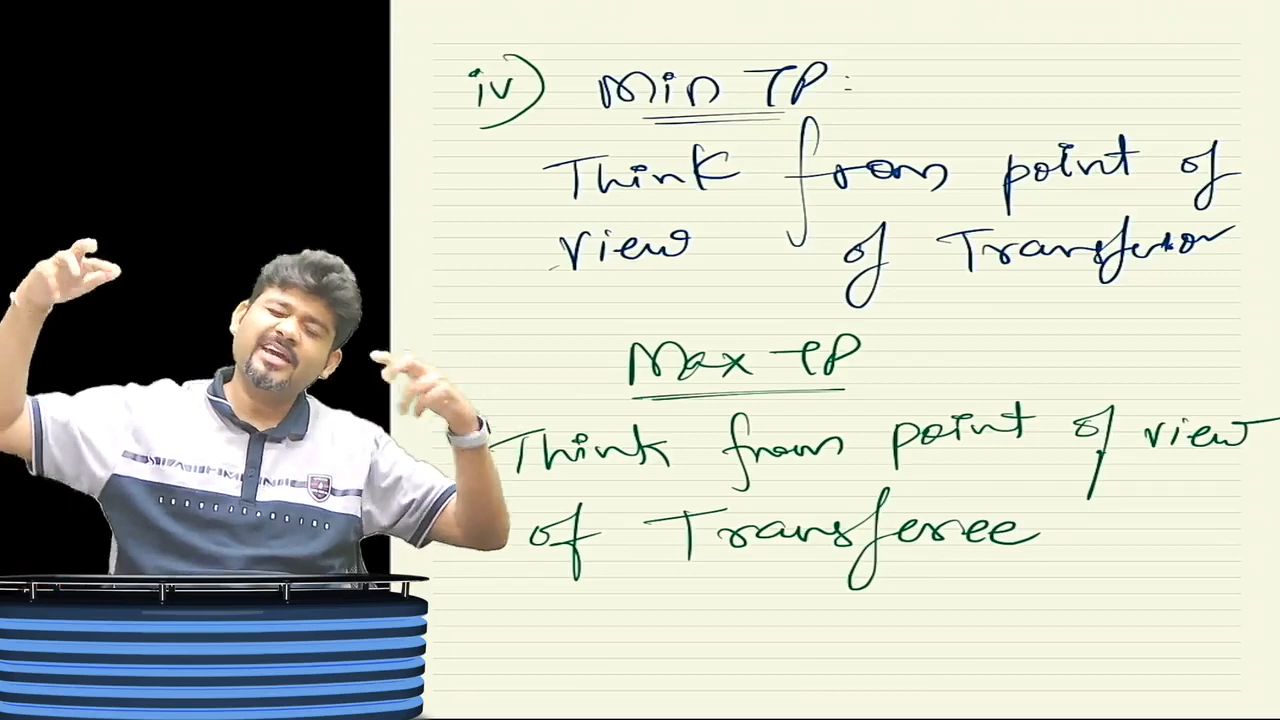 iv) Min TP:
Think from point of
view of Transferor
Max TP
Think from point of view
of Transferee